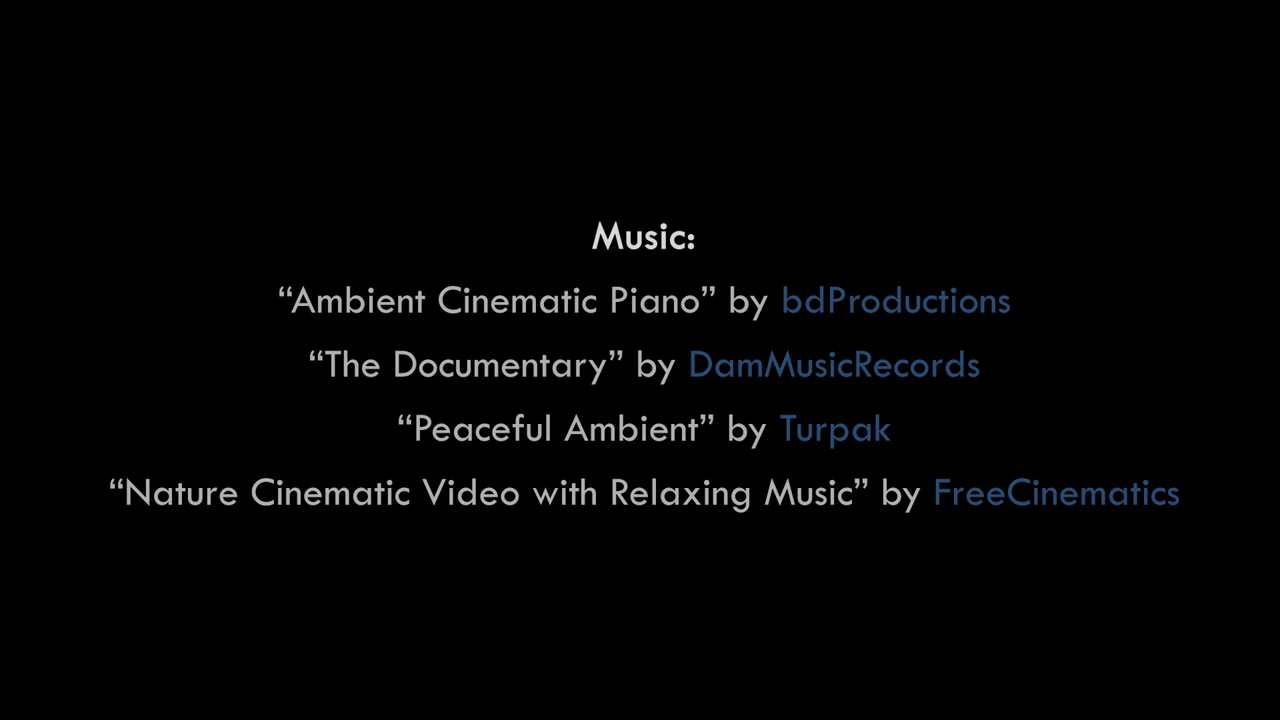 Music:
“Ambient Cinematic Piano” by bdProductions
“The Documentary” by DamMusicRecords
“Peaceful Ambient” by Turpak
“Nature Cinematic Video with Relaxing Music” by FreeCinematics